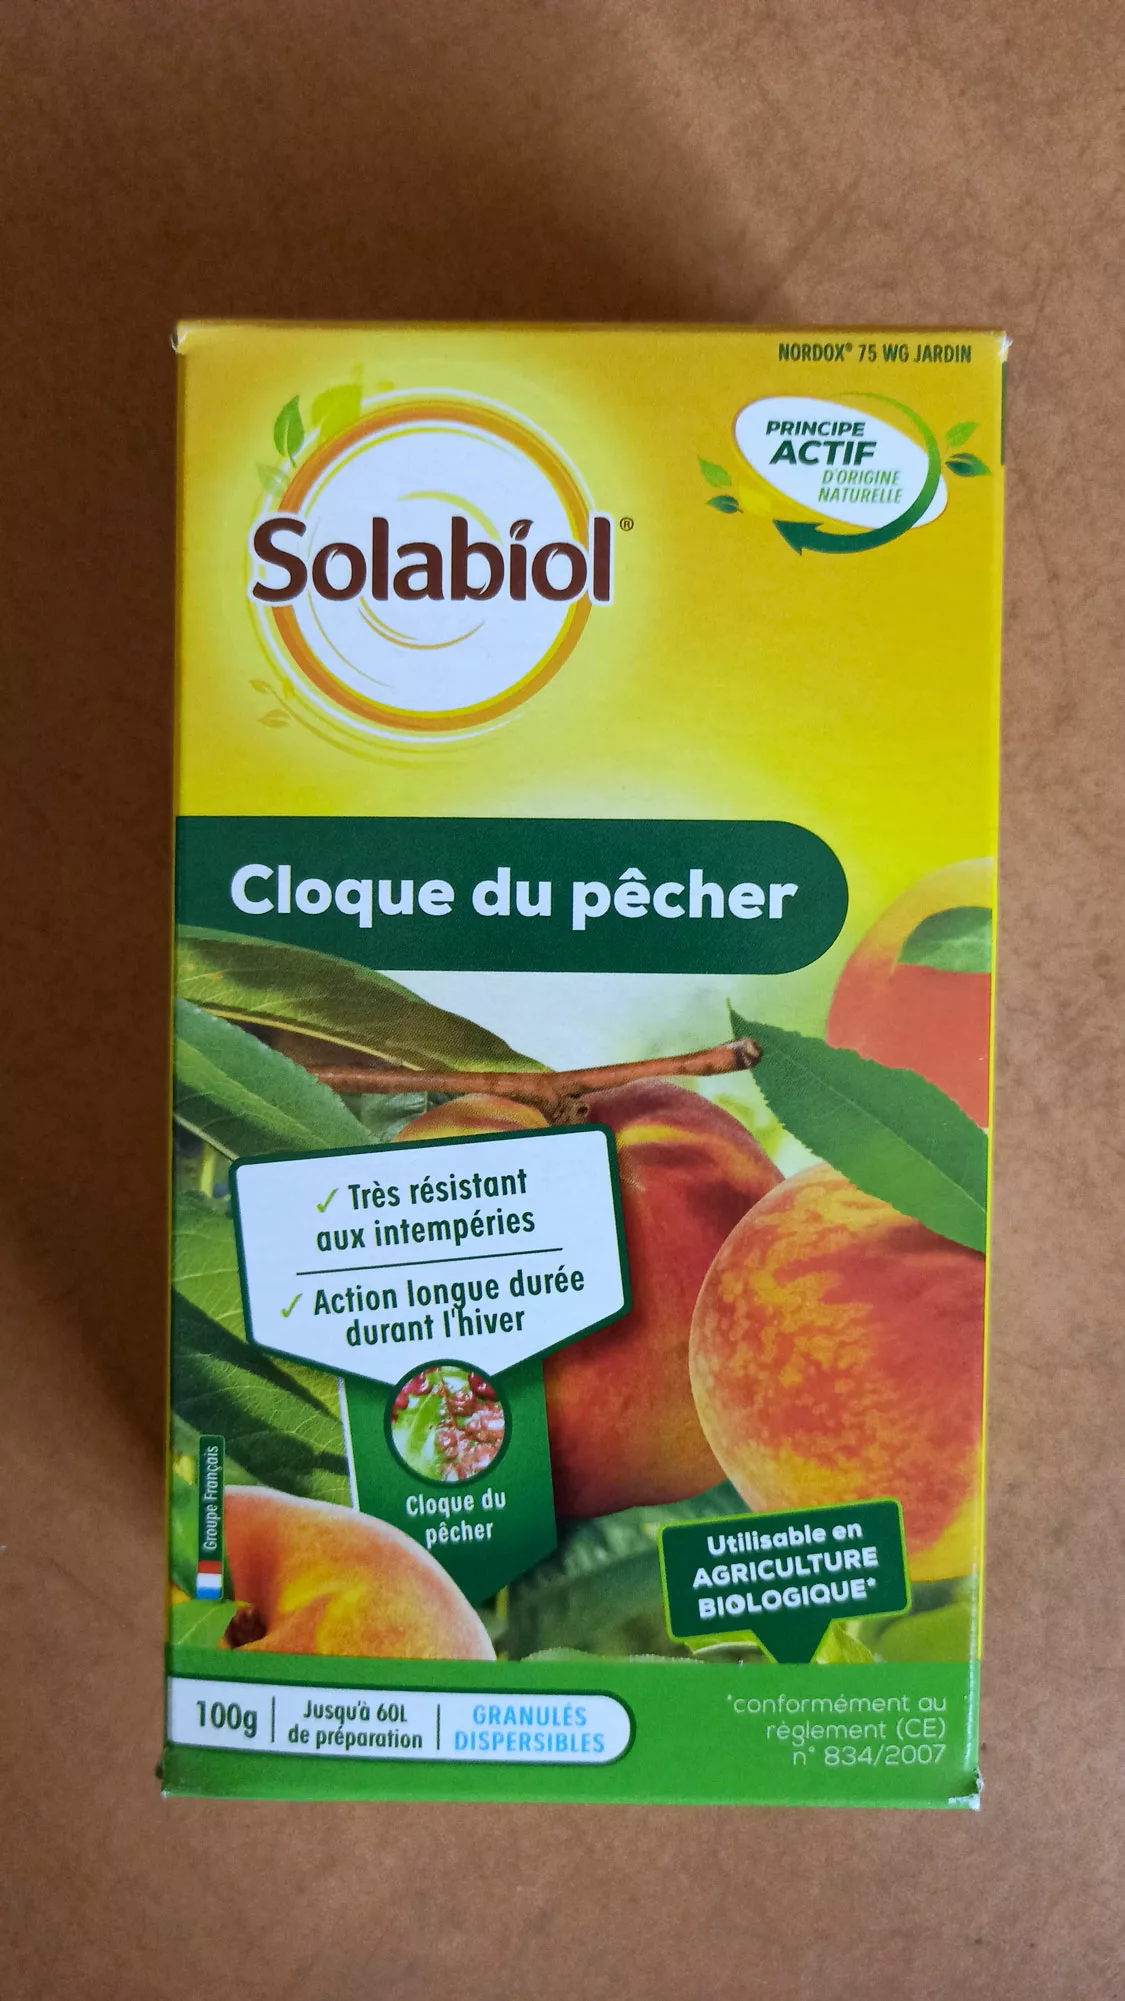 NORDOX® 75 WG JARDIN
PRINCIPE
ACTIF
D'ORIGINE
NATURELLE
Solabiol®
Cloque du pêcher
✓ Très résistant
aux intempéries
✓ Action longue durée
durant l'hiver
Cloque du
pêcher
Groupe Français
Utilisable en
AGRICULTURE
BIOLOGIQUE*
100g
Jusqu'à 60L
de préparation
GRANULÉS
DISPERSIBLES
*conformément au
règlement (CE)
n° 834/2007